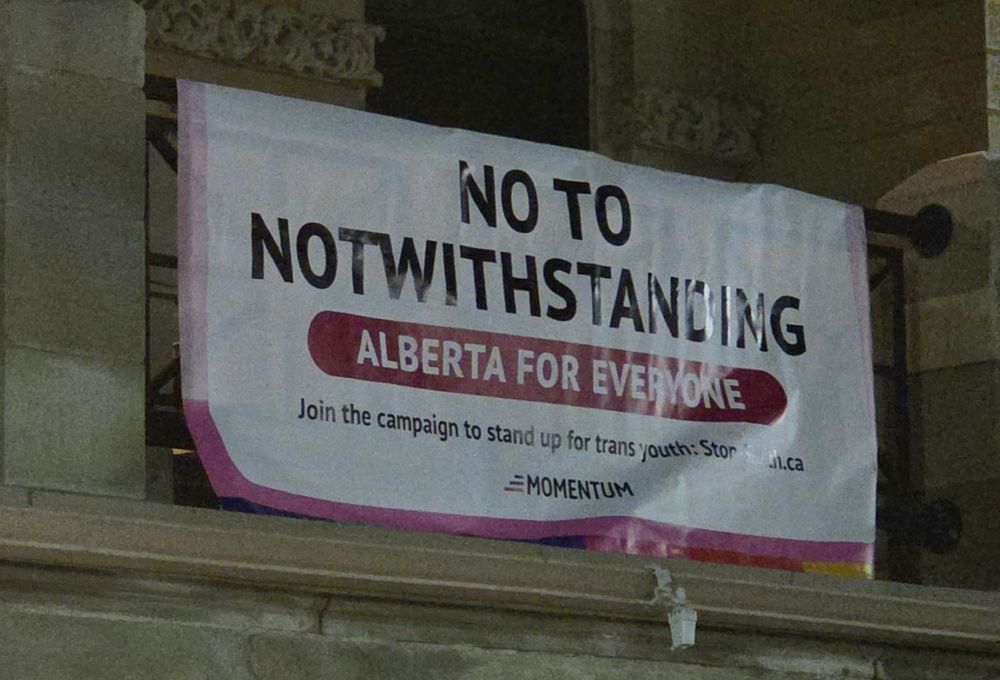 NO TO
NOTWITHSTANDING
ALBERTA FOR EVERYONE
Join the campaign to stand up for trans youth:
MOMENTUM